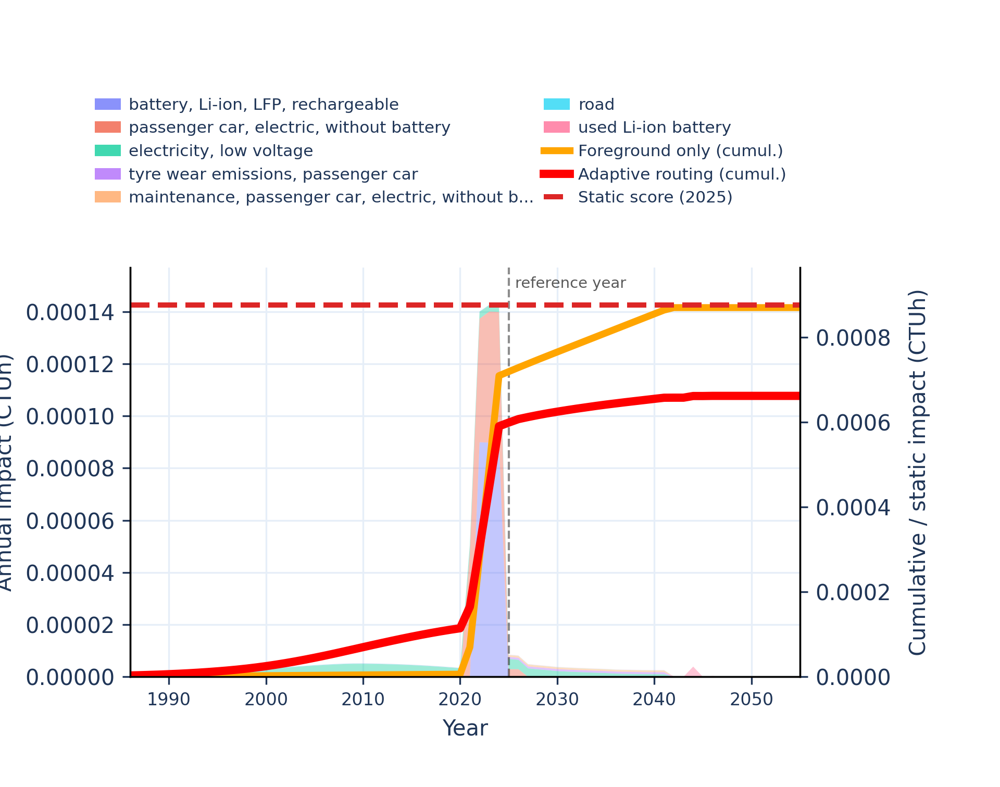 battery, Li-ion, LFP, rechargeable
passenger car, electric, without battery
electricity, low voltage
tyre wear emissions, passenger car
maintenance, passenger car, electric, without b...
road
used Li-ion battery
Foreground only (cumul.)
Adaptive routing (cumul.)
Static score (2025)
reference year
Annual Impact (CTUh)
0.00014
0.00012
0.00010
0.00008
0.00006
0.00004
0.00002
0.000000
0.0008
0.0006
0.0004
0.0002
0.0000
Cumulative / static impact (CTUh)
1990
2000
2010
2020
2030
2040
2050
Year